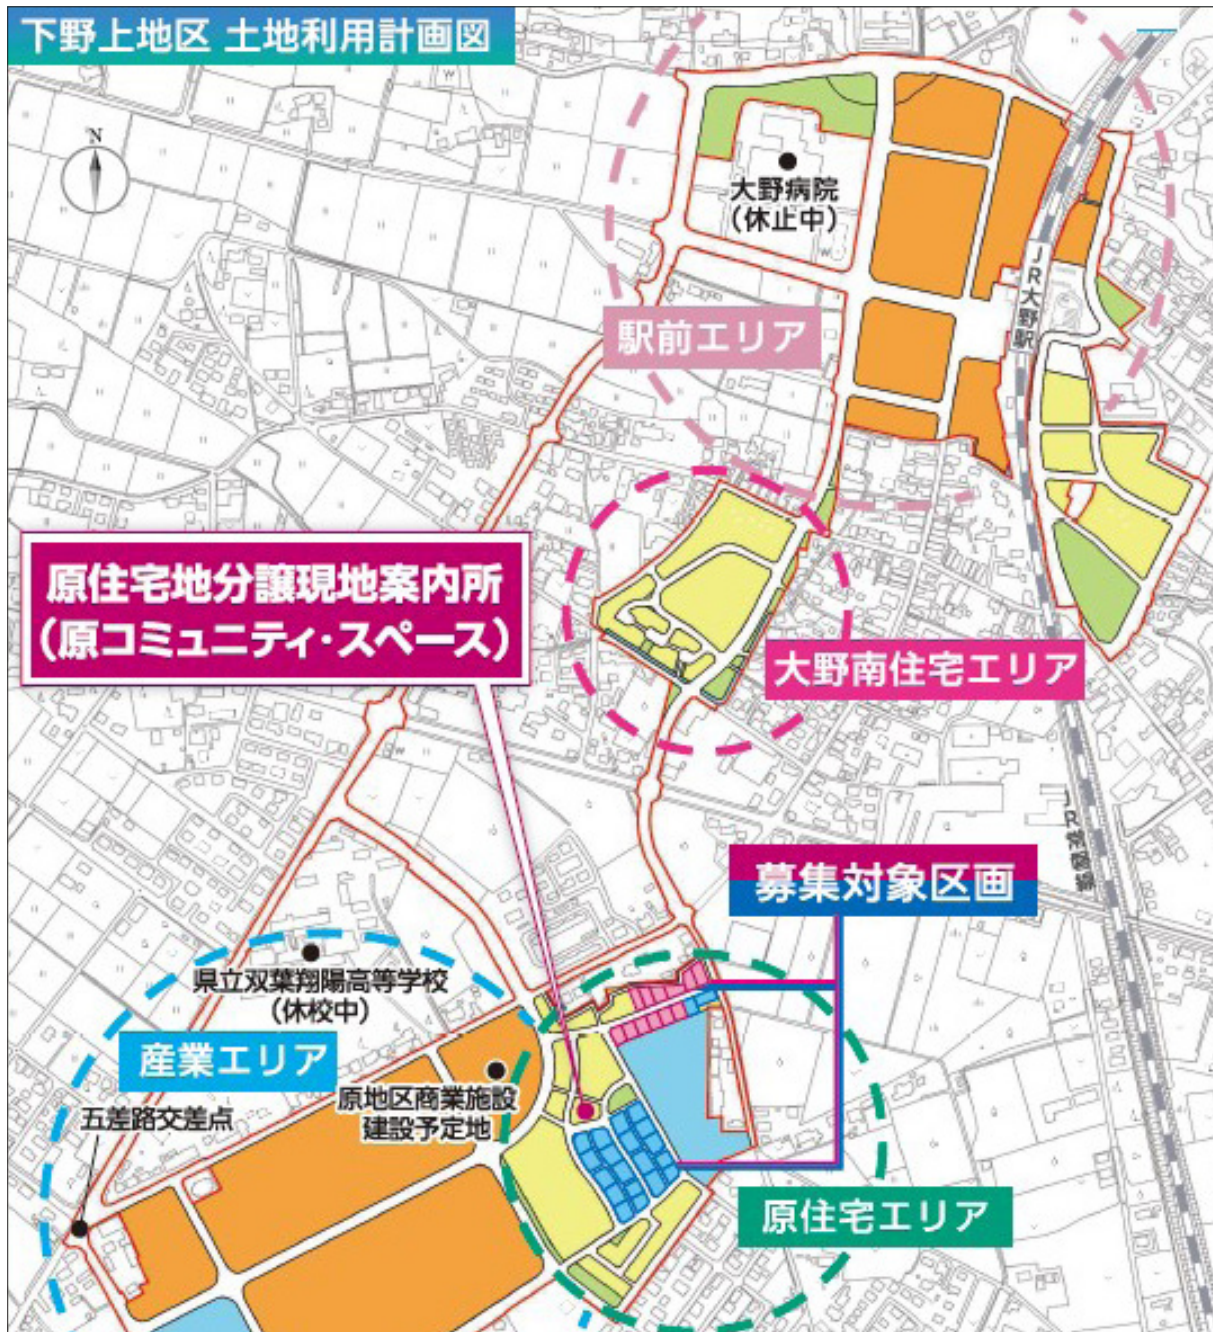 下野上地区 土地利用計画図
N
大野病院
(休止中)
JR大野駅
駅前エリア
原住宅地分譲現地案内所
(原コミュニティ・スペース)
大野南住宅エリア
募集対象区画
県立双葉翔陽高等学校
(休校中)
産業エリア
原地区商業施設
建設予定地
五差路交差点
原住宅エリア